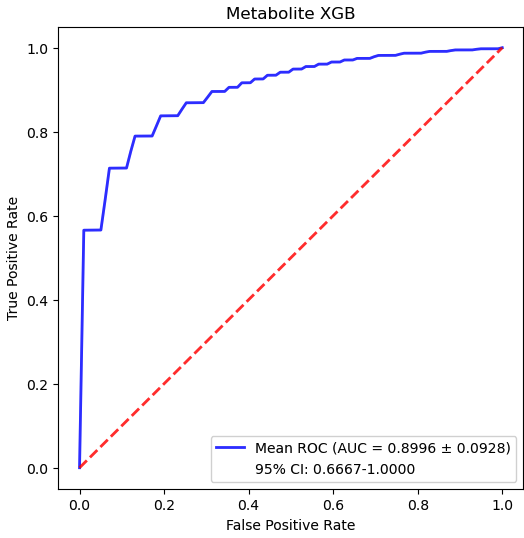 Metabolite XGB
True Positive Rate
1.0
0.8
0.6
0.4
0.2
0.0
Mean ROC (AUC = 0.8996 ± 0.0928)
95% CI: 0.6667-1.0000
0.0 0.2 0.4 0.6 0.8 1.0
False Positive Rate